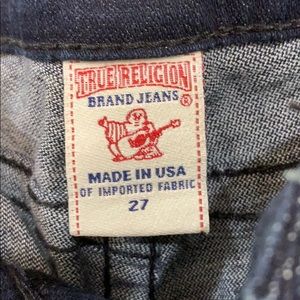 TRUE RELIGION
BRAND JEANS ®
MADE IN USA
OF IMPORTED FABRIC
27